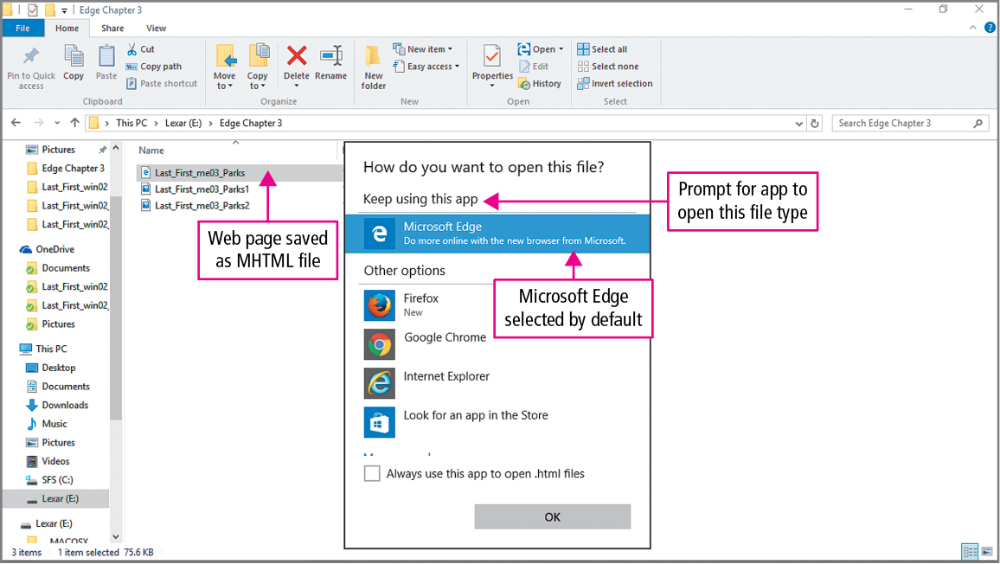 Edge Chapter 3
File Home Share View
Pin to Quick access
Copy
Paste
Cut
Copy path
Paste shortcut
Clipboard
Move to
Copy to
Delete
Rename
Organize
New folder
New item
Easy access
New
Properties
Open
Edit
History
Open
Select all
Select none
Invert selection
Select
This PC > Lexar (E:) > Edge Chapter 3
Search Edge Chapter 3
Pictures
Edge Chapter 3
Last_First_win02
Last_First_win02_
Last_First_win02_
OneDrive
Documents
Last_First_win02
Last_First_win02_
Pictures
This PC
Desktop
Documents
Downloads
Music
Pictures
Videos
SFS (C:)
Lexar (E:)
Lexar (E:)
MACOSX
Name
Last_First_me03_Parks
Last_First_me03_Parks1
Last_First_me03_Parks2
Web page saved
as MHTML file
How do you want to open this file?
Keep using this app
Microsoft Edge
Do more online with the new browser from Microsoft.
Other options
Firefox
New
Google Chrome
Internet Explorer
Look for an app in the Store
Always use this app to open .html files
OK
Prompt for app to
open this file type
Microsoft Edge
selected by default
3 items 1 item selected 75.6 KB